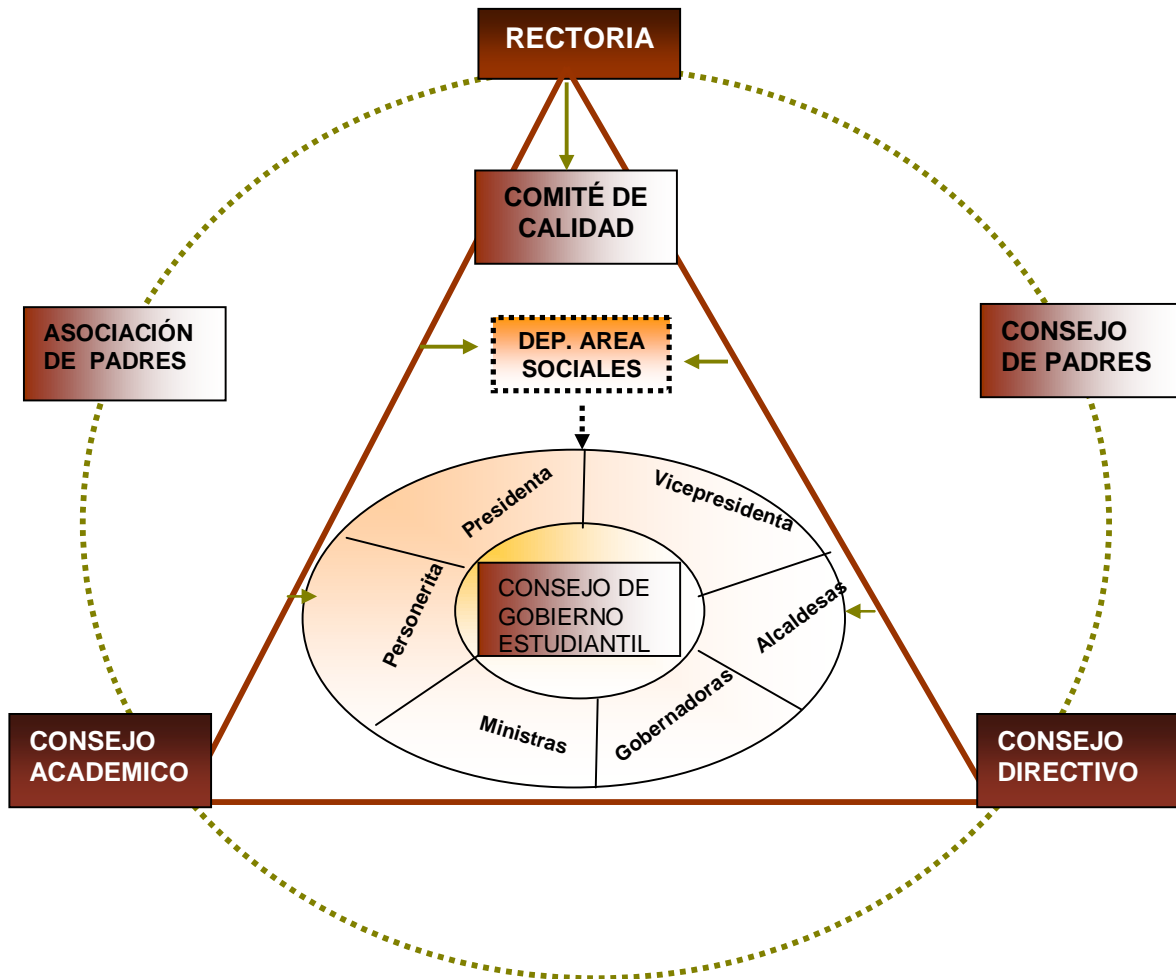 RECTORIA
COMITÉ DE
CALIDAD
ASOCIACIÓN
DE PADRES
DEP. AREA
SOCIALES
CONSEJO
DE PADRES
Presidenta
Vicepresidenta
Personerita
CONSEJO DE
GOBIERNO
ESTUDIANTIL
Alcaldesas
Ministras
Gobernadoras
CONSEJO
ACADEMICO
CONSEJO
DIRECTIVO